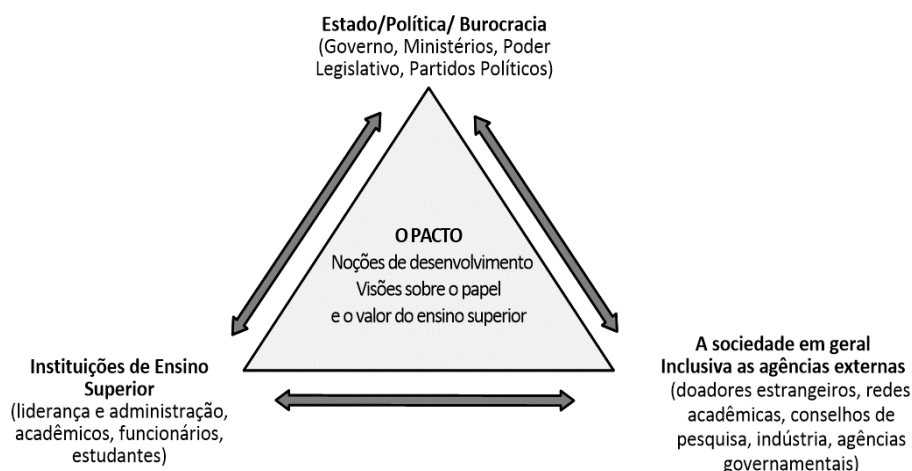 Estado/Política/ Burocracia
(Governo, Ministérios, Poder
Legislativo, Partidos Políticos)
O PACTO
Noções de desenvolvimento
Visões sobre o papel
e o valor do ensino superior
Instituições de Ensino
Superior
(liderança e administração,
acadêmicos, funcionários,
estudantes)
A sociedade em geral
Inclusiva as agências externas
(doadores estrangeiros, redes
acadêmicas, conselhos de
pesquisa, indústria, agências
governamentais)